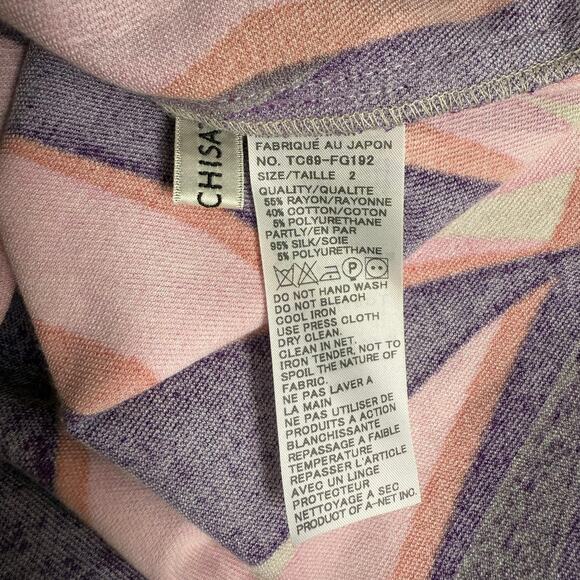 CHISA
FABRIQUÉ AU JAPON
NO. TC69-FG192
SIZE/TAILLE 2
QUALITY/QUALITE
55% RAYON/RAYONNE
40% COTTON/COTON
5% POLYURETHANE
PARTLY/EN PAR
95% SILK/SOIE
5% POLYURETHANE
P
DO NOT HAND WASH
DO NOT BLEACH
COOL IRON
USE PRESS CLOTH
DRY CLEAN.
CLEAN IN NET.
IRON TENDER, NOT TO
SPOIL THE NATURE OF
FABRIC.
NE PAS LAVER A
LA MAIN
NE PAS UTILISER DE
PRODUITS A ACTION
BLANCHISSANTE
REPASSAGE A FAIBLE
TEMPERATURE
REPASSER L'ARTICLE
AVEC UN LINGE
PROTECTEUR
NETTOYAGE A SEC
PRODUCT OF A-NET INC.